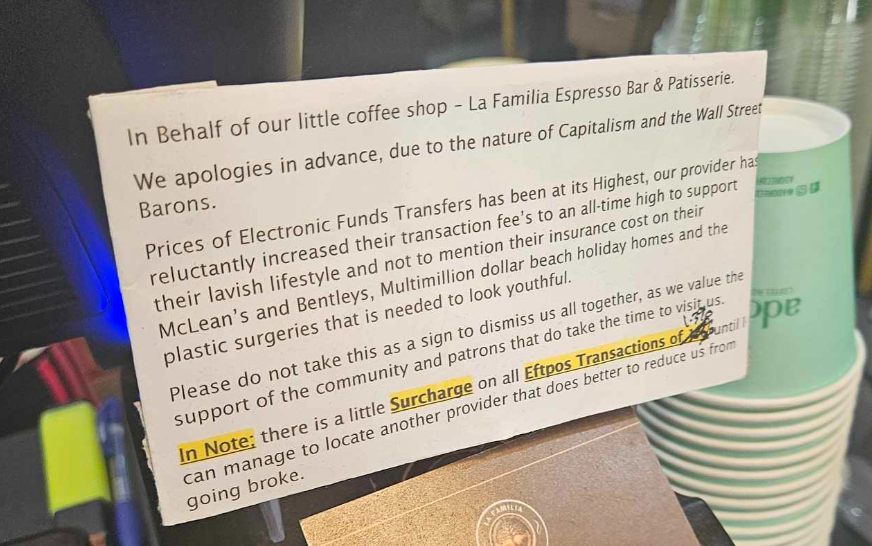 In Behalf of our little coffee shop – La Familia Espresso Bar & Patisserie.
We apologies in advance, due to the nature of Capitalism and the Wall Street
Barons.
Prices of Electronic Funds Transfers has been at its Highest, our provider has
reluctantly increased their transaction fee's to an all-time high to support
their lavish lifestyle and not to mention their insurance cost on their
McLean's and Bentleys, Multimillion dollar beach holiday homes and the
plastic surgeries that is needed to look youthful.
Please do not take this as a sign to dismiss us all together, as we value the
support of the community and patrons that do take the time to visit us.
In Note; there is a little Surcharge on all Eftpos Transactions of until I
can manage to locate another provider that does better to reduce us from
going broke.
LA FAMILIA